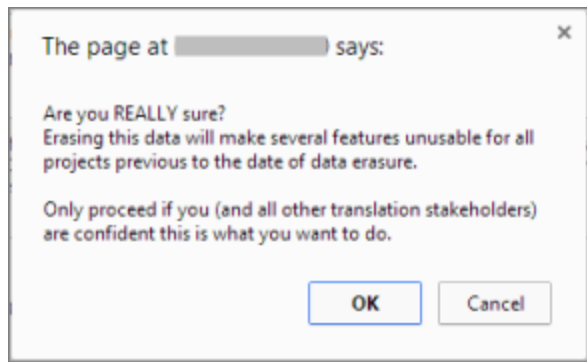 The page at says:
Are you REALLY sure?
Erasing this data will make several features unusable for all
projects previous to the date of data erasure.
Only proceed if you (and all other translation stakeholders)
are confident this is what you want to do.
OK Cancel